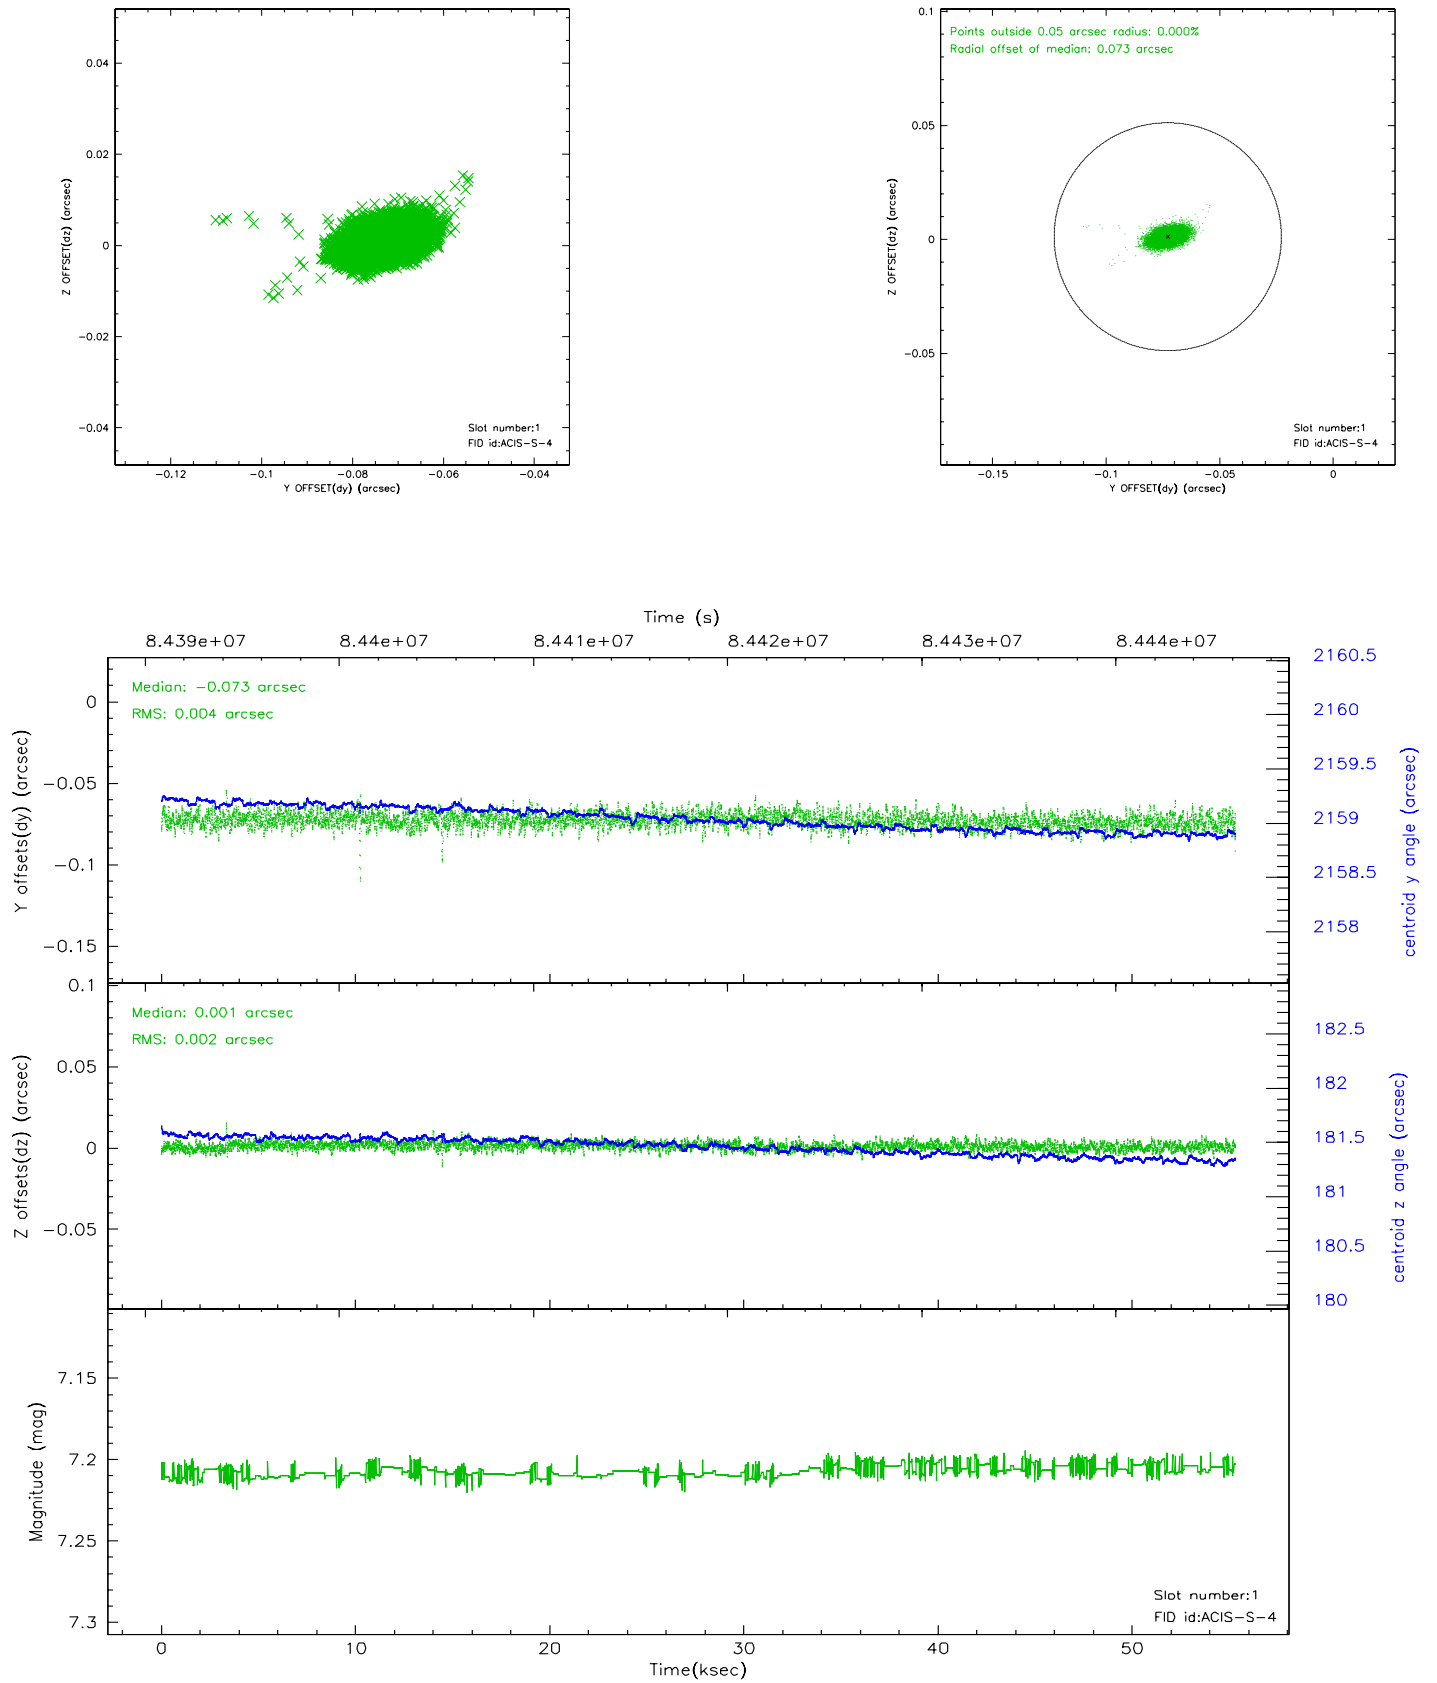 0.04
0.02
0
−0.02
−0.04
Z OFFSET(dz) (arcsec)
Slot number:1
FID id:ACIS−S−4
−0.12
−0.1
−0.08
−0.06
−0.04
Y OFFSET(dy) (arcsec)
Points outside 0.05 arcsec radius: 0.000%
Radial offset of median: 0.073 arcsec
0.1
0.05
0
−0.05
Z OFFSET(dz) (arcsec)
Slot number:1
FID id:ACIS−S−4
−0.15
−0.1
−0.05
0
Y OFFSET(dy) (arcsec)
Time (s)
8.439e+07
8.44e+07
8.441e+07
8.442e+07
8.443e+07
8.444e+07
Median: −0.073 arcsec
RMS: 0.004 arcsec
0
−0.05
−0.1
−0.15
Y offsets(dy) (arcsec)
2160.5
2160
2159.5
2159
2158.5
2158
centroid y angle (arcsec)
Median: 0.001 arcsec
RMS: 0.002 arcsec
0.1
0.05
0
−0.05
Z offsets(dz) (arcsec)
182.5
182
181.5
181
180.5
180
centroid z angle (arcsec)
7.15
7.2
7.25
7.3
Magnitude (mag)
Slot number:1
FID id:ACIS−S−4
0
10
20
30
40
50
Time(ksec)